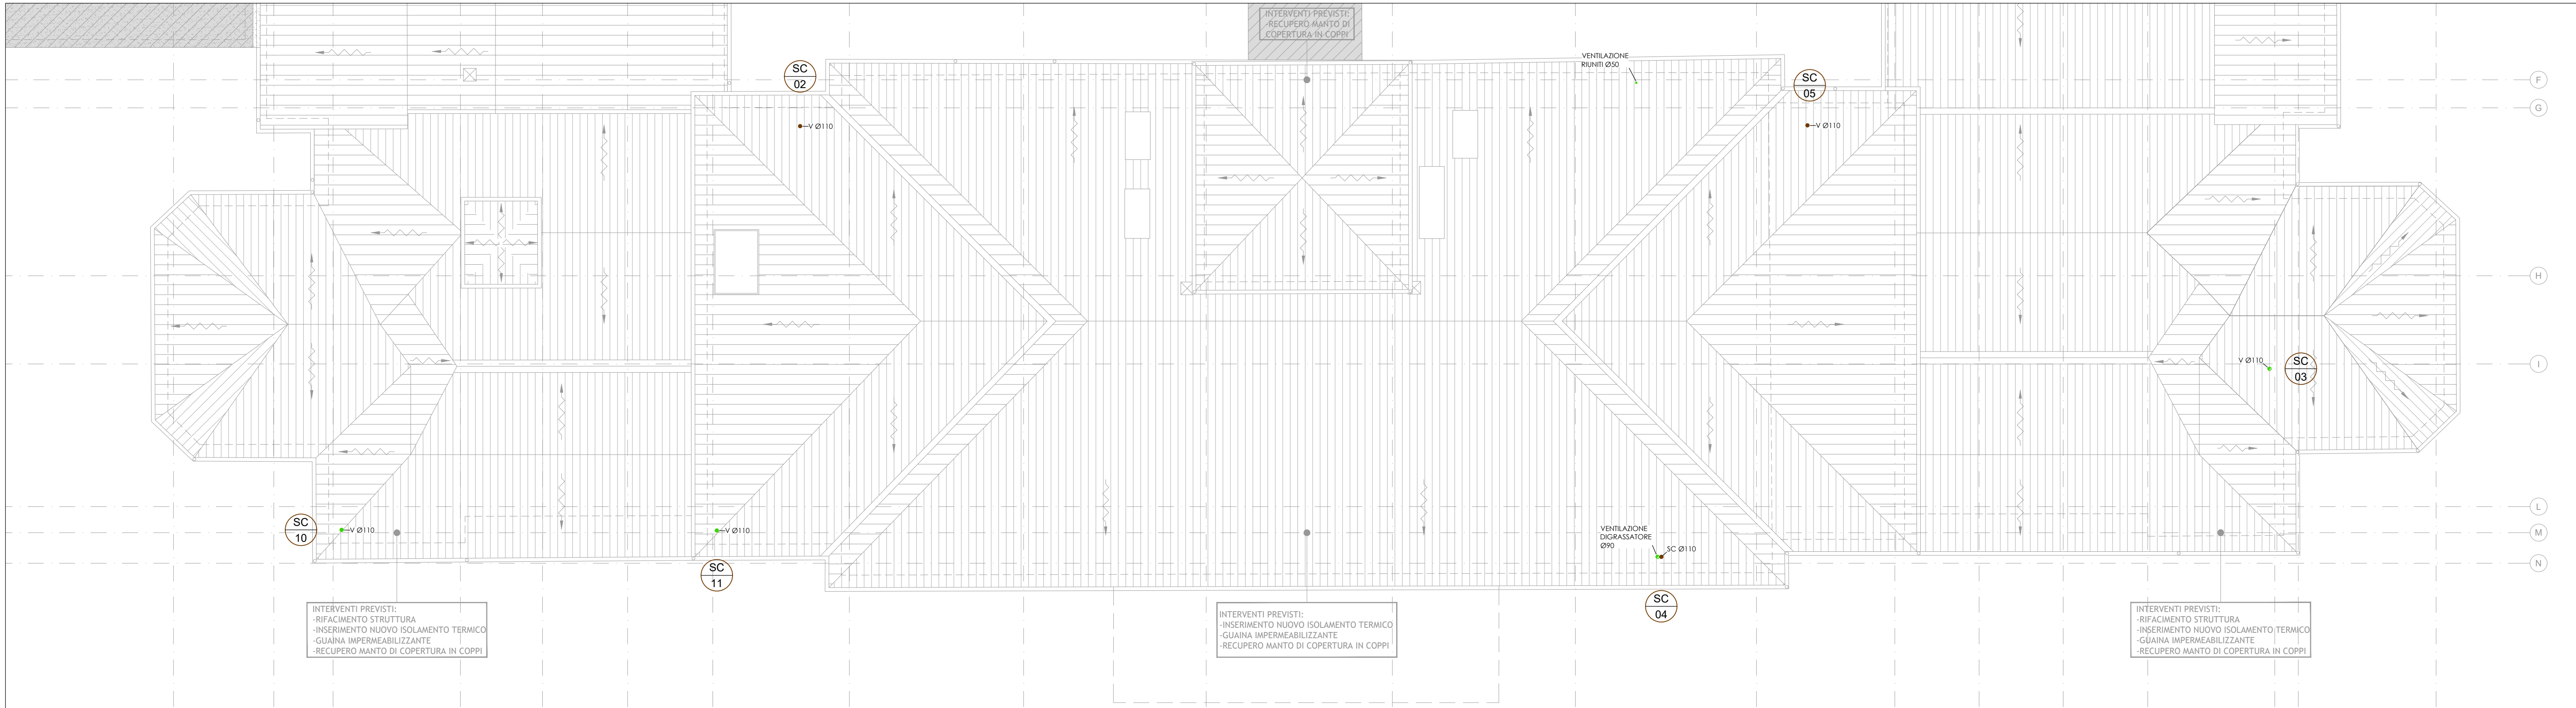 INTERVENTI PREVISTI:
-RECUPERO MANTO DI
COPERTURA IN COPPI
VENTILAZIONE
RIUNITI Ø50
SC
02
V Ø110
SC
05
V Ø110
F
G
H
I
L
M
N
V Ø110
SC
03
SC
10
V Ø110
V Ø110
SC
11
VENTILAZIONE
DIGRASSATORE
Ø90
SC Ø110
SC
04
INTERVENTI PREVISTI:
-RIFACIMENTO STRUTTURA
-INSERIMENTO NUOVO ISOLAMENTO TERMICO
-GUAINA IMPERMEABILIZZANTE
-RECUPERO MANTO DI COPERTURA IN COPPI
INTERVENTI PREVISTI:
-INSERIMENTO NUOVO ISOLAMENTO TERMICO
-GUAINA IMPERMEABILIZZANTE
-RECUPERO MANTO DI COPERTURA IN COPPI
INTERVENTI PREVISTI:
-RIFACIMENTO STRUTTURA
-INSERIMENTO NUOVO ISOLAMENTO TERMICO
-GUAINA IMPERMEABILIZZANTE
-RECUPERO MANTO DI COPERTURA IN COPPI